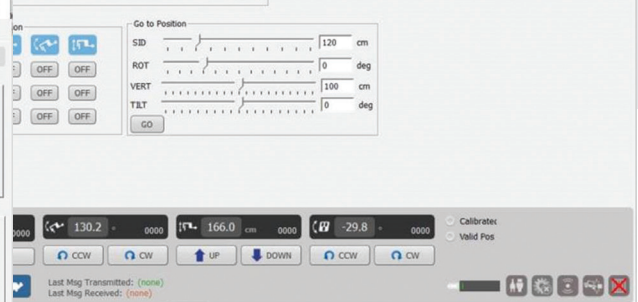 on
Go to Position
SID 120 cm
ROT 0 deg
OFF OFF
VERT 100 cm
OFF OFF
TILT 0 deg
OFF OFF
GO
0000 130.2 ° 0000 166.0 cm 0000 -29.8 ° 0000
Calibrated
Valid Pos
CCW CW UP DOWN CCW CW
Last Msg Transmitted: (none)
Last Msg Received: (none)